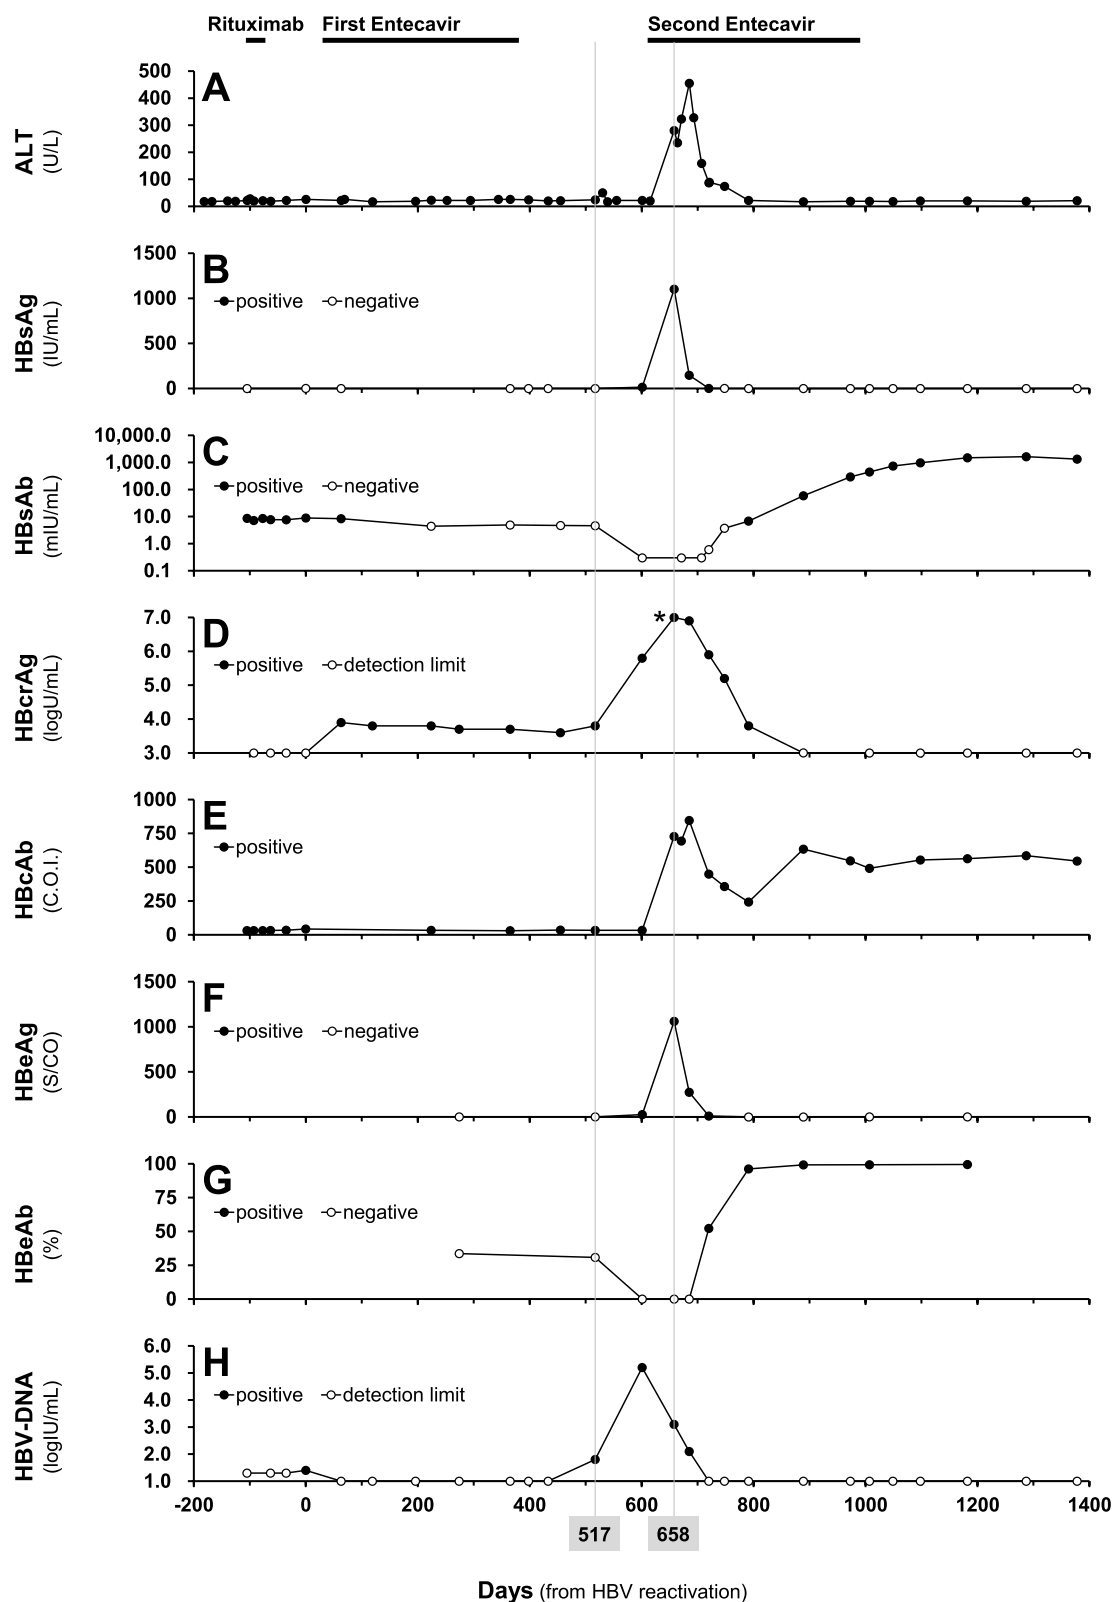 Rituximab First Entecavir Second Entecavir
A
ALT
(U/L)
500
400
300
200
100
0
B
HBsAg
(IU/mL)
1500
1000
500
0
positive negative
C
HBsAb
(mIU/mL)
10,000.0
1,000.0
100.0
10.0
1.0
0.1
positive negative
D
HBcrAg
(logU/mL)
7.0
6.0
5.0
4.0
3.0
positive detection limit
*
E
HBcAb
(C.O.I.)
1000
750
500
250
0
positive
F
HBeAg
(S/CO)
1500
1000
500
0
positive negative
G
HBeAb
(%)
100
75
50
25
0
positive negative
H
HBV-DNA
(logIU/mL)
6.0
5.0
4.0
3.0
2.0
1.0
positive detection limit
-200 0 200 400 600 800 1000 1200 1400
517 658
Days (from HBV reactivation)